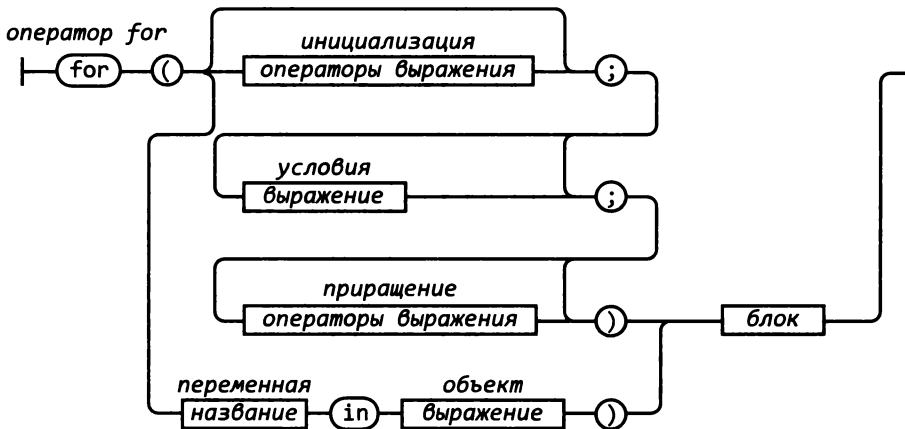 оператор for
инициализация
for ( операторы выражения ;
условия
выражение ;
приращение
операторы выражения ) блок
переменная объект
название in выражение )